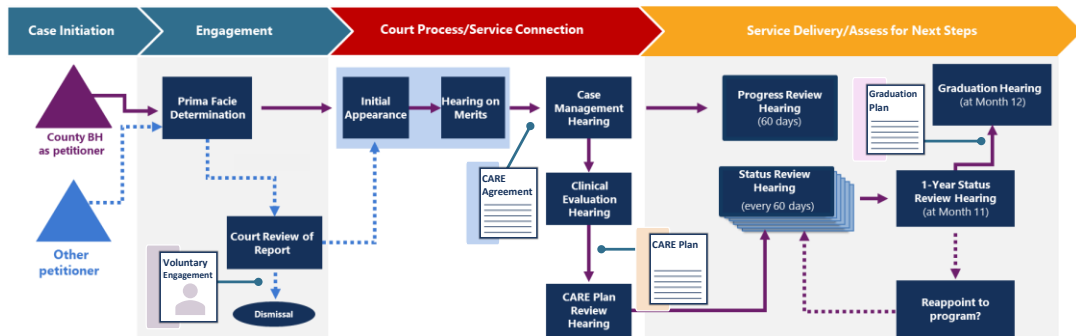 Case Initiation
Engagement
Court Process/Service Connection
Service Delivery/Assess for Next Steps
County BH
as petitioner
Other
petitioner
Prima Facie
Determination
Court Review of
Report
Voluntary
Engagement
Dismissal
Initial
Appearance
Hearing on
Merits
Case
Management
Hearing
CARE
Agreement
Clinical
Evaluation
Hearing
CARE Plan
CARE Plan
Review
Hearing
Progress Review
Hearing
(60 days)
Graduation
Plan
Graduation Hearing
(at Month 12)
Status Review
Hearing
(every 60 days)
1-Year Status
Review Hearing
(at Month 11)
Reappoint to
program?